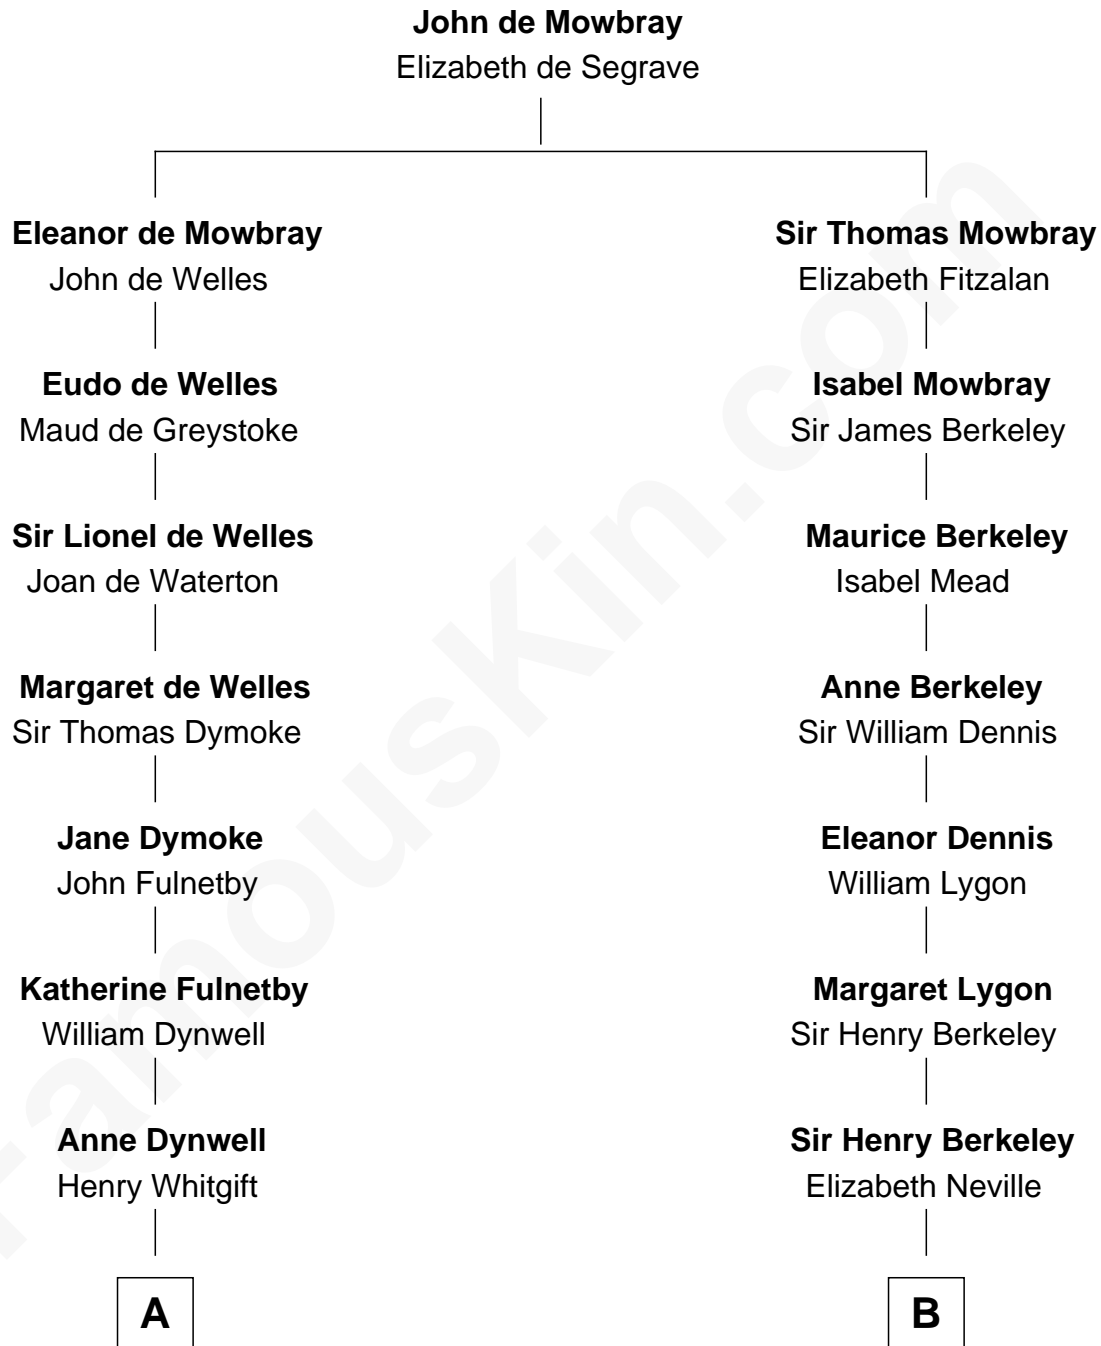 John de Mowbray
Elizabeth de Segrave
Eleanor de Mowbray
John de Welles
Eudo de Welles
Maud de Greystoke
Sir Lionel de Welles
Joan de Waterton
Margaret de Welles
Sir Thomas Dymoke
Jane Dymoke
John Fulnetby
Katherine Fulnetby
William Dynwell
Anne Dynwell
Henry Whitgift
A
Sir Thomas Mowbray
Elizabeth Fitzalan
Isabel Mowbray
Sir James Berkeley
Maurice Berkeley
Isabel Mead
Anne Berkeley
Sir William Dennis
Eleanor Dennis
William Lygon
Margaret Lygon
Sir Henry Berkeley
Sir Henry Berkeley
Elizabeth Neville
B
FamousKin.com